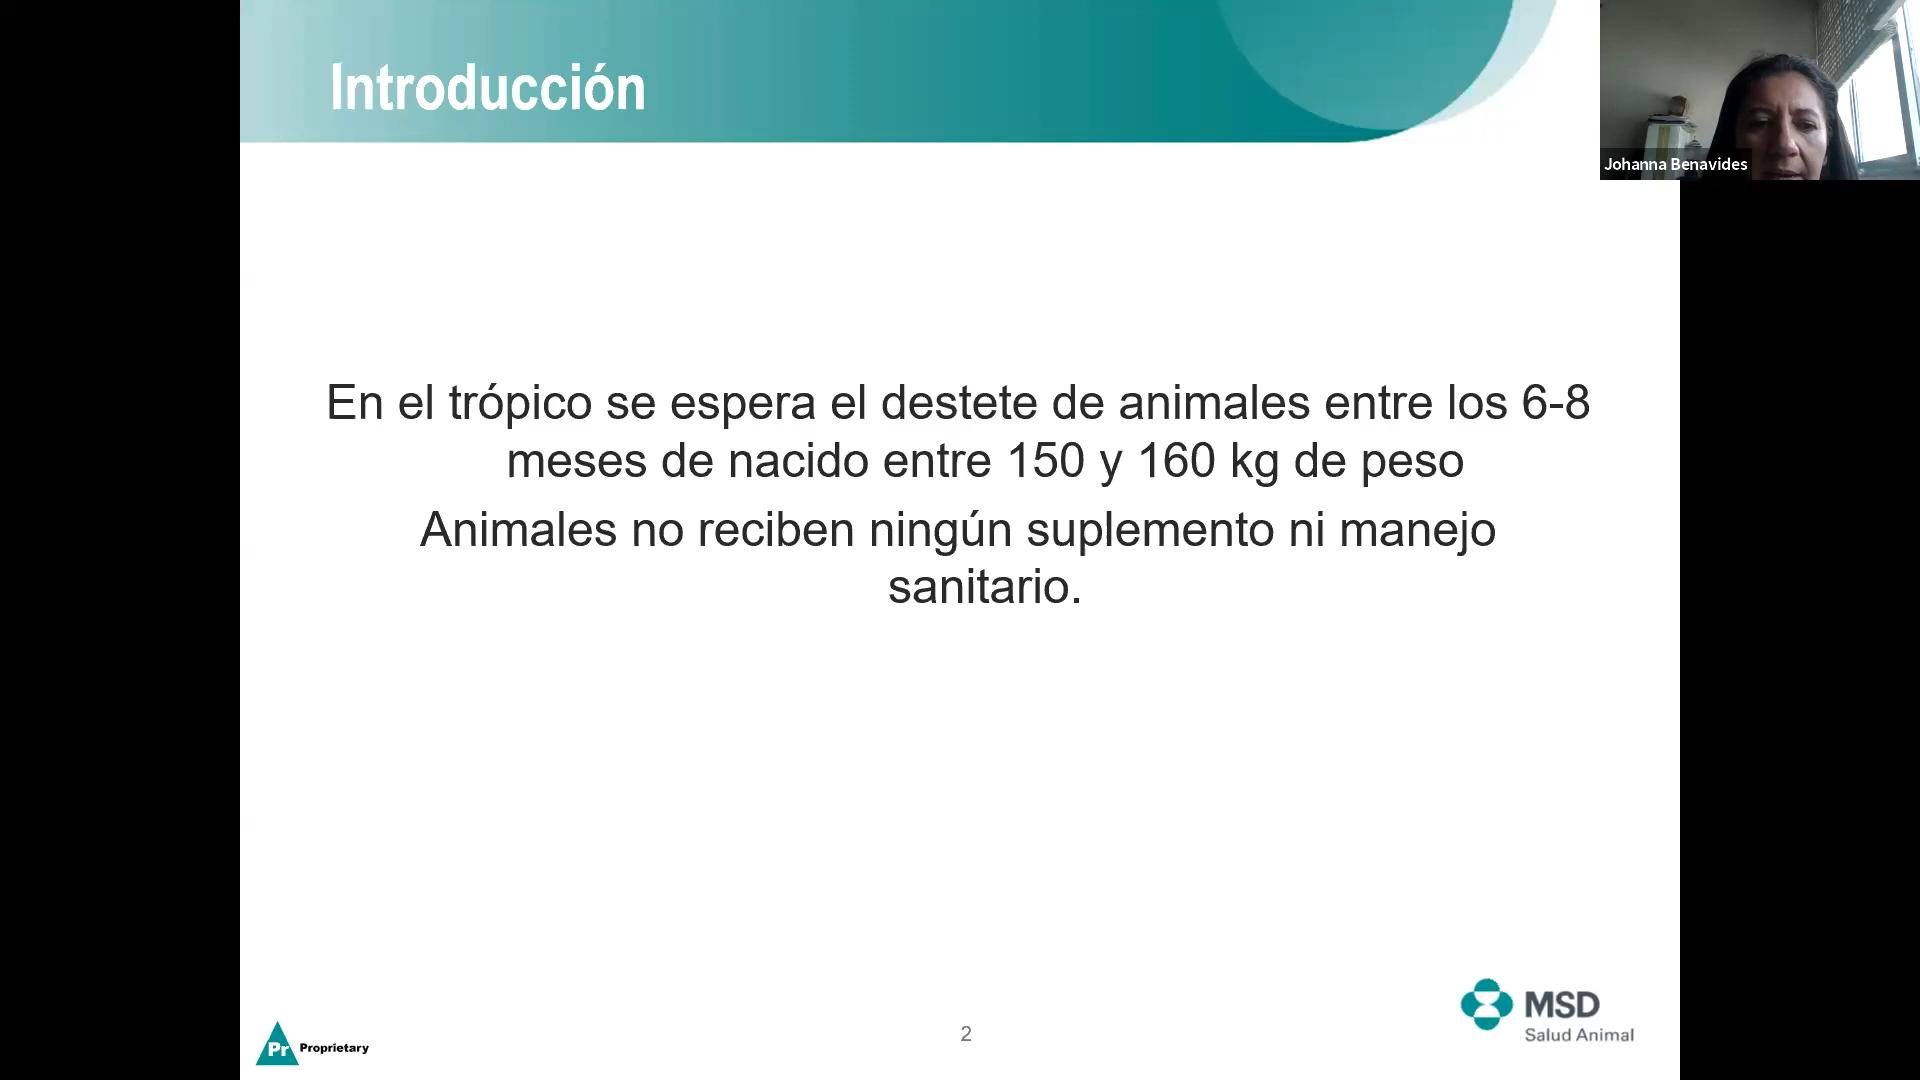 Introducción
Johanna Benavides
En el trópico se espera el destete de animales entre los 6-8
meses de nacido entre 150 y 160 kg de peso
Animales no reciben ningún suplemento ni manejo
sanitario.
Pr Proprietary
2
MSD
Salud Animal